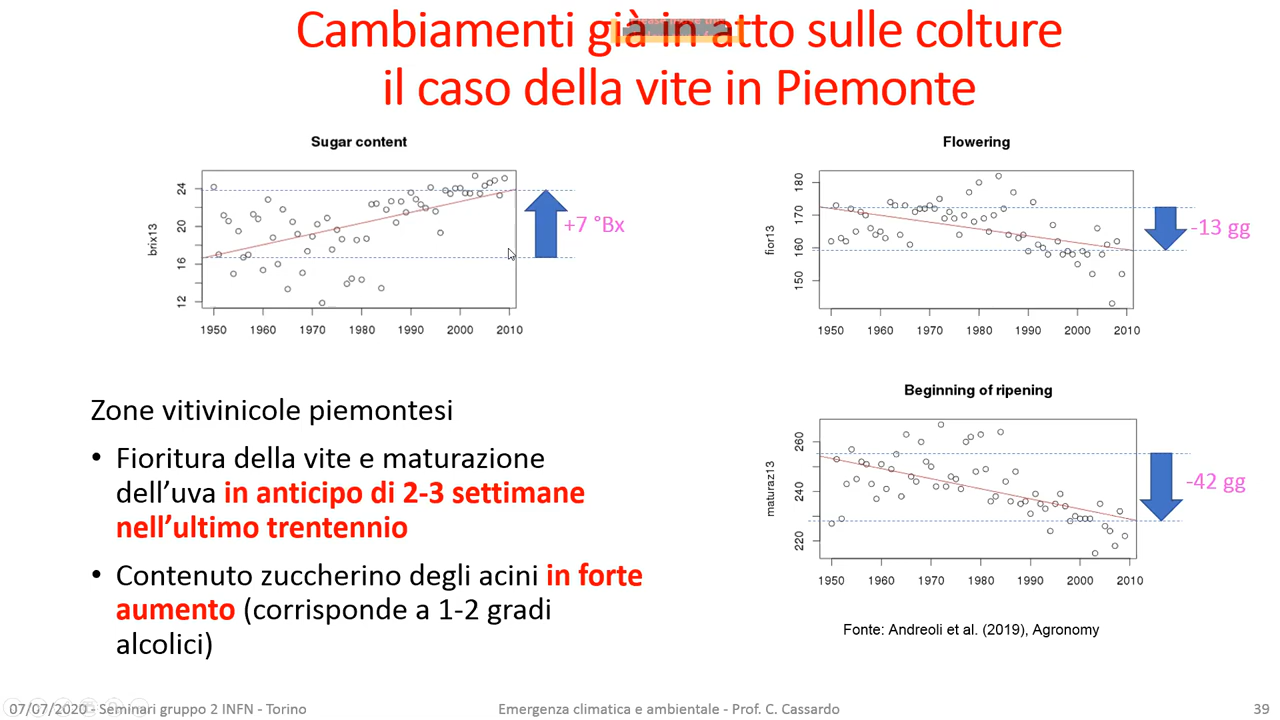 Cambiamenti già in atto sulle colture
il caso della vite in Piemonte
Sugar content
brix13
24
20
16
12
1950 1960 1970 1980 1990 2000 2010
+7 °Bx
Flowering
fior13
180
170
160
150
1950 1960 1970 1980 1990 2000 2010
-13 gg
Zone vitivinicole piemontesi
• Fioritura della vite e maturazione
dell'uva in anticipo di 2-3 settimane
nell'ultimo trentennio
• Contenuto zuccherino degli acini in forte
aumento (corrisponde a 1-2 gradi
alcolici)
Beginning of ripening
maturaz13
260
240
220
1950 1960 1970 1980 1990 2000 2010
-42 gg
Fonte: Andreoli et al. (2019), Agronomy
07/07/2020 - Seminari gruppo 2 INFN - Torino
Emergenza climatica e ambientale - Prof. C. Cassardo
39